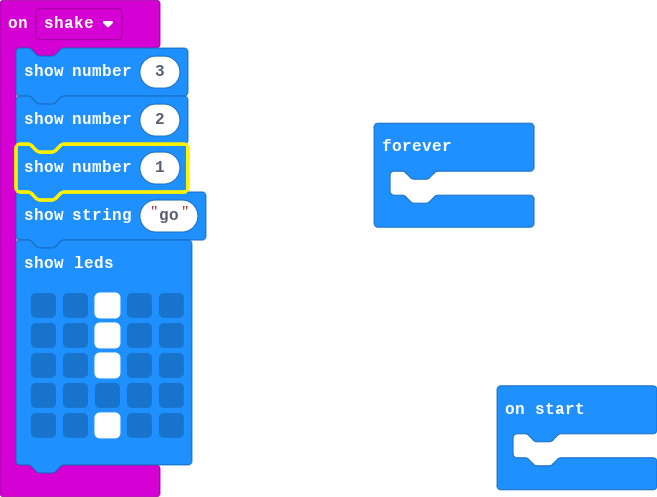 on shake
show number 3
show number 2
show number 1
show string "go"
show leds
forever
on start